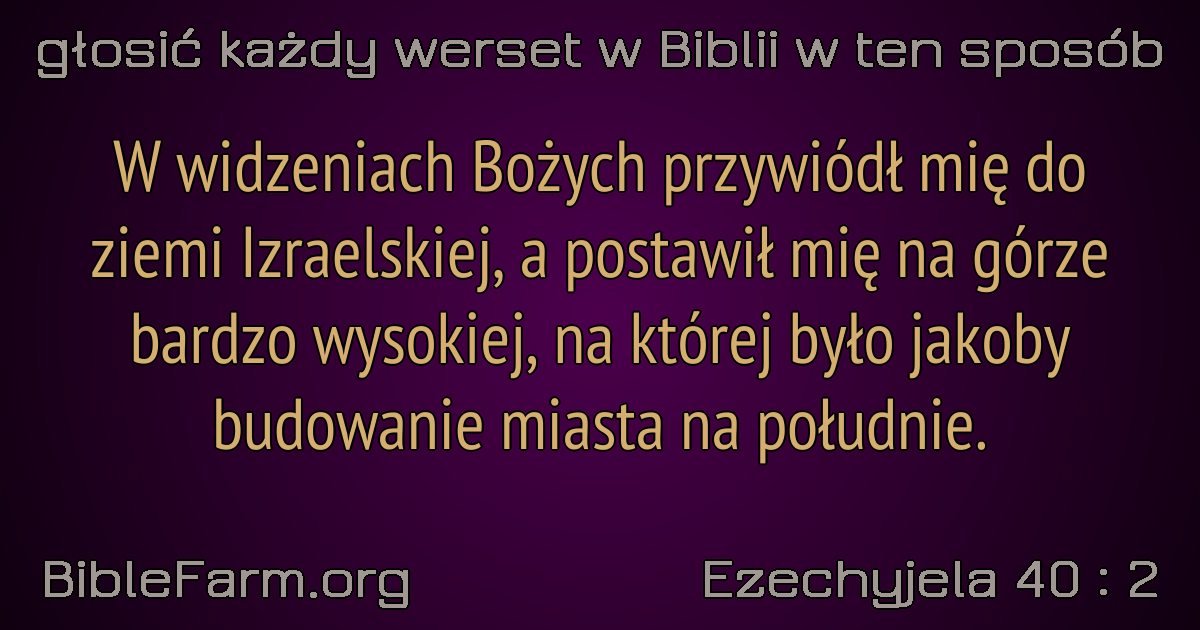 głosić każdy werset w Biblii w ten sposób
W widzeniach Bożych przywiódł mię do
ziemi Izraelskiej, a postawił mię na górze
bardzo wysokiej, na której było jakoby
budowanie miasta na południe.
BibleFarm.org
Ezechyjela 40 : 2